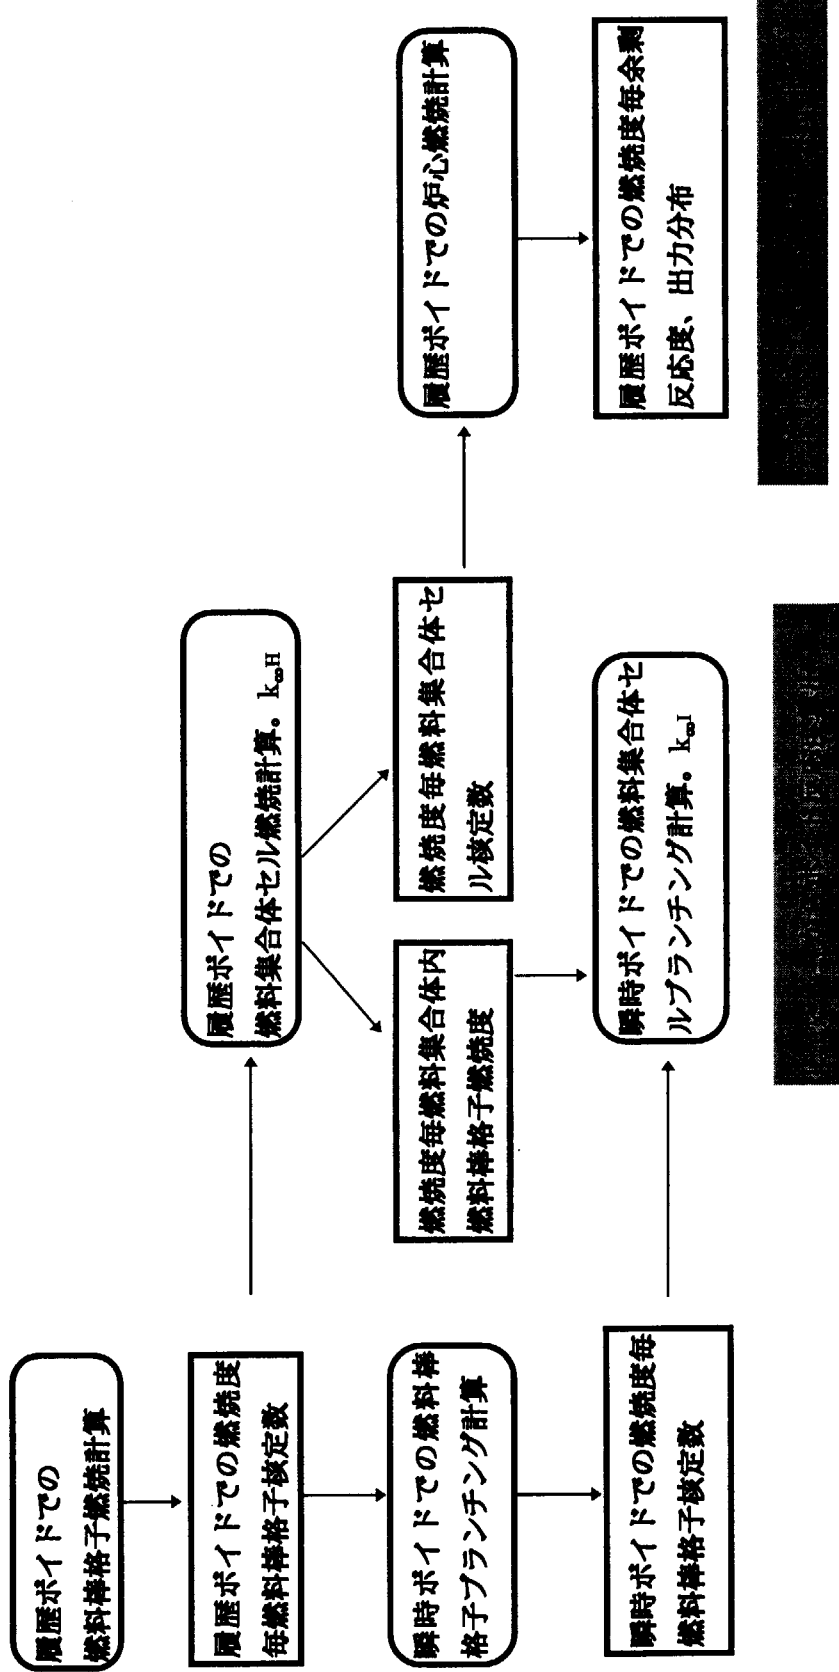 履歴ボイドでの
燃料棒格子燃焼計算
履歴ボイドでの燃焼度
毎燃料棒格子核定数
瞬時ボイドでの燃料棒
格子ブランチング計算
瞬時ボイドでの燃焼度毎
燃料棒格子核定数
履歴ボイドでの
燃料集合体セル燃焼計算。k∞H
燃焼度毎燃料集合体内
燃料棒格子燃焼度
燃焼度毎燃料集合体セ
ル核定数
瞬時ボイドでの燃料集合体セ
ルブランチング計算。k∞I
履歴ボイドでの炉心燃焼計算
履歴ボイドでの燃焼度毎余剰
反応度、出力分布